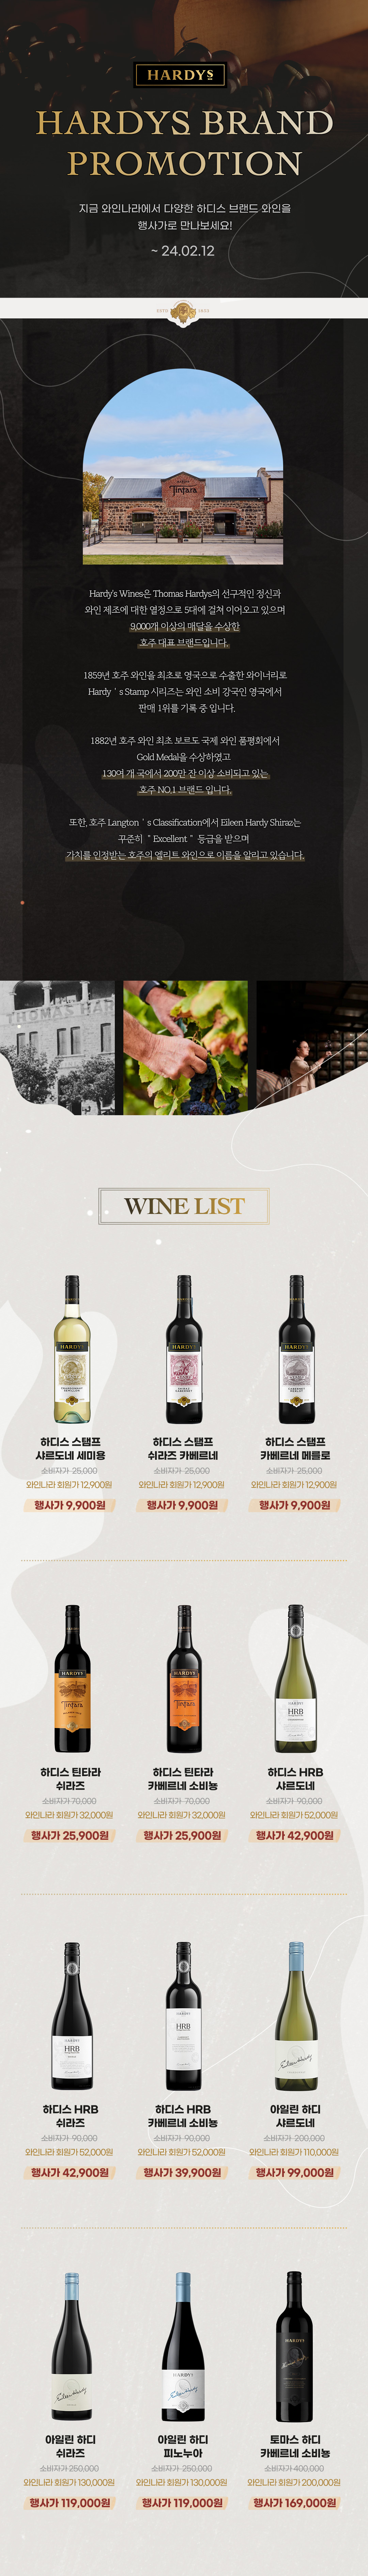 HARDYS
HARDYS BRAND
PROMOTION
지금 와인나라에서 다양한 하디스 브랜드 와인을
행사가로 만나보세요!
~ 24.02.12
ESTD 1853
HARDYS
Tintara
Hardy's Wines은 Thomas Hardys의 선구적인 정신과
와인 제조에 대한 열정으로 5대에 걸쳐 이어오고 있으며
9,000개 이상의 메달을 수상한
호주 대표 브랜드입니다.
1859년 호주 와인을 최초로 영국으로 수출한 와이너리로
Hardy ' s Stamp 시리즈는 와인 소비 강국인 영국에서
판매 1위를 기록 중 입니다.
1882년 호주 와인 최초 보르도 국제 와인 품평회에서
Gold Medal을 수상하였고
130여 개 국에서 200만 잔 이상 소비되고 있는
호주 NO.1 브랜드 입니다.
또한, 호주 Langton ' s Classification에서 Eileen Hardy Shiraz는
꾸준히 " Excellent " 등급을 받으며
가치를 인정받는 호주의 엘리트 와인으로 이름을 알리고 있습니다.
THOMAS HAR
WINE LIST
HARDYS
HARDYS
HARDYS
하디스 스탬프
샤르도네 세미용
소비자가 25,000
와인나라 회원가 12,900원
행사가 9,900원
하디스 스탬프
쉬라즈 카베르네
소비자가 25,000
와인나라 회원가 12,900원
행사가 9,900원
하디스 스탬프
카베르네 메를로
소비자가 25,000
와인나라 회원가 12,900원
행사가 9,900원
HARDYS
Tintara
HARDYS
Tintara
HARDYS
HRB
하디스 틴타라
쉬라즈
소비자가 70,000
와인나라 회원가 32,000원
행사가 25,900원
하디스 틴타라
카베르네 소비뇽
소비자가 70,000
와인나라 회원가 32,000원
행사가 25,900원
하디스 HRB
샤르도네
소비자가 90,000
와인나라 회원가 52,000원
행사가 42,900원
HARDYS
HRB
HARDYS
HRB
Eileen Hardy
하디스 HRB
쉬라즈
소비자가 90,000
와인나라 회원가 52,000원
행사가 42,900원
하디스 HRB
카베르네 소비뇽
소비자가 90,000
와인나라 회원가 52,000원
행사가 39,900원
아일린 하디
샤르도네
소비자가 200,000
와인나라 회원가 110,000원
행사가 99,000원
Eileen Hardy
HARDYS
Eileen Hardy
HARDYS
아일린 하디
쉬라즈
소비자가 250,000
와인나라 회원가 130,000원
행사가 119,000원
아일린 하디
피노누아
소비자가 250,000
와인나라 회원가 130,000원
행사가 119,000원
토마스 하디
카베르네 소비뇽
소비자가 400,000
와인나라 회원가 200,000원
행사가 169,000원